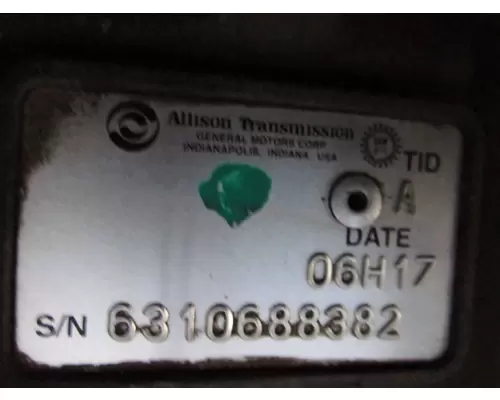 Allison Transmission
GENERAL MOTORS CORP
INDIANAPOLIS, INDIANA, USA
TID
A
DATE
06H17
S/N 6310688382